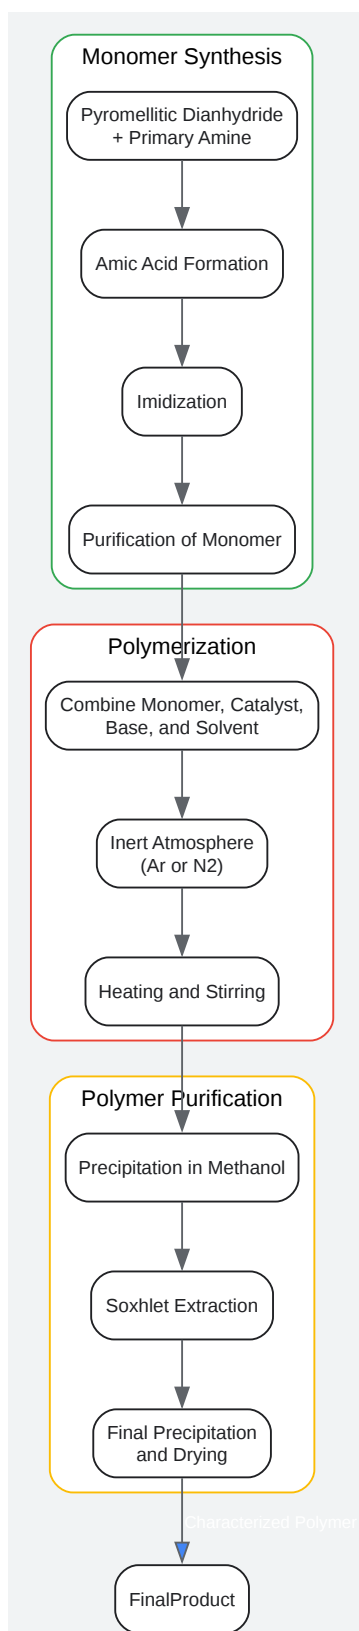 Monomer Synthesis
Pyromellitic Dianhydride
+ Primary Amine
Amic Acid Formation
Imidization
Purification of Monomer
Polymerization
Combine Monomer, Catalyst,
Base, and Solvent
Inert Atmosphere
(Ar or N2)
Heating and Stirring
Polymer Purification
Precipitation in Methanol
Soxhlet Extraction
Final Precipitation
and Drying
Characterized Polymer
FinalProduct